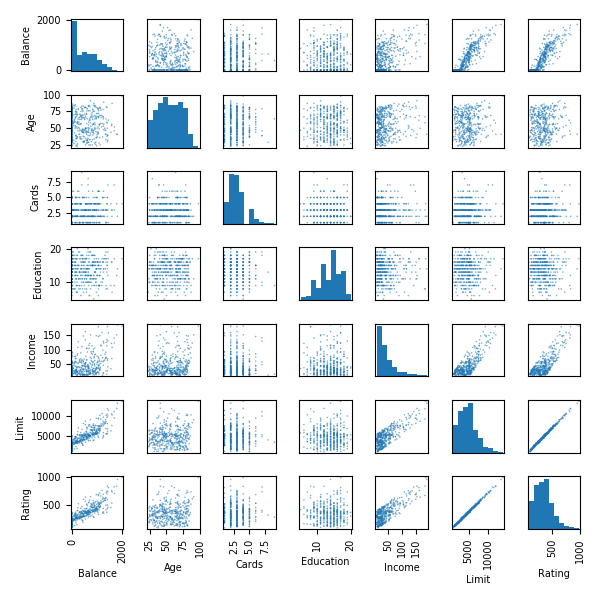 Balance
2000
0
Age
100
75
50
25
Cards
7.5
5.0
2.5
Education
20
10
Income
150
100
50
Limit
10000
5000
Rating
1000
500
0 2000 25 50 75 100 2.5 5.0 7.5 10 20 50 100 150 5000 10000 500 1000
Balance Age Cards Education Income Limit Rating